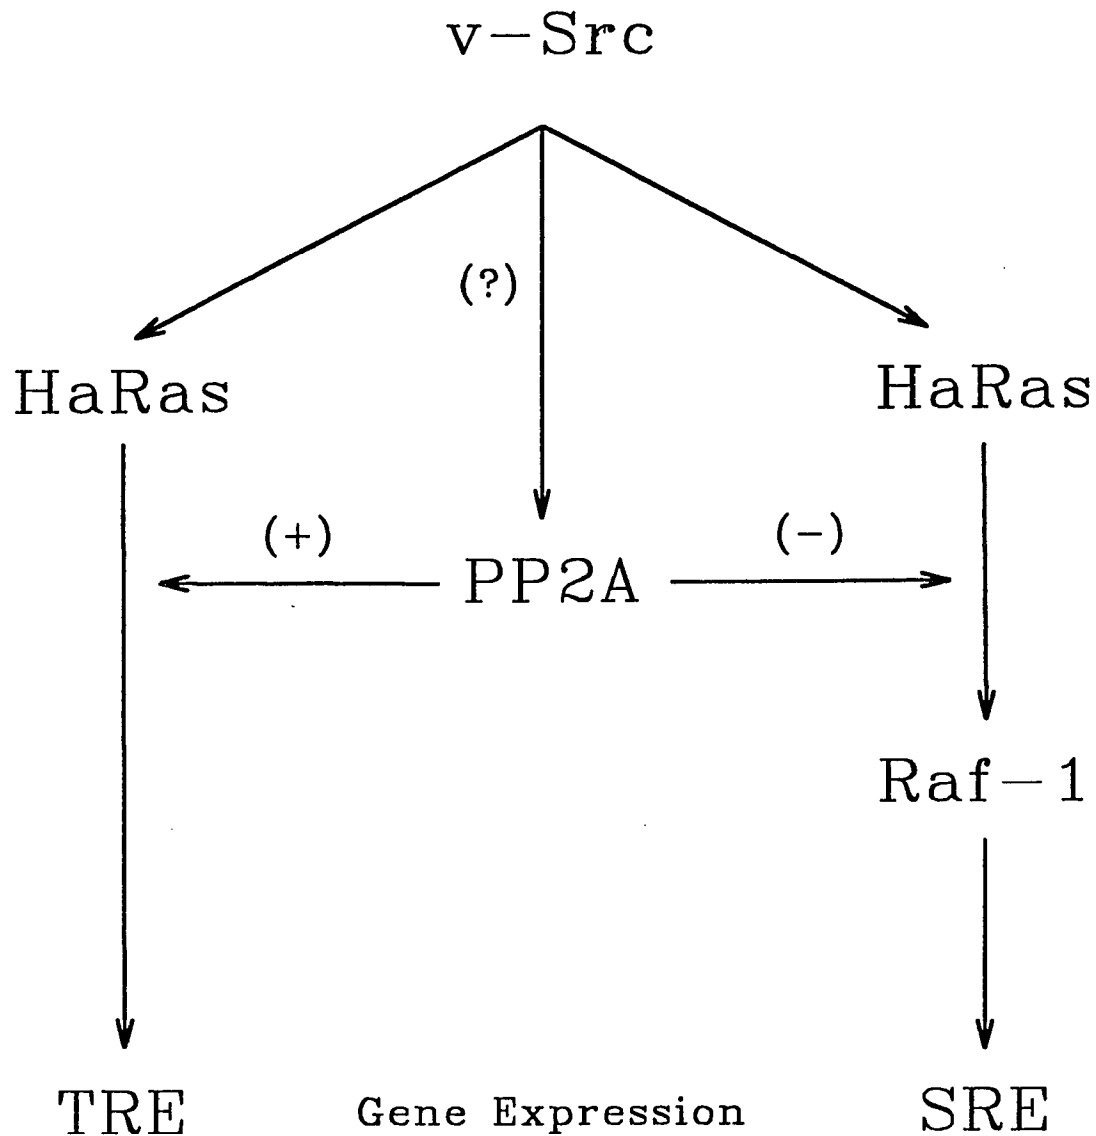 v-Src
(?)
HaRas HaRas
(+) (-)
PP2A
Raf-1
TRE Gene Expression SRE